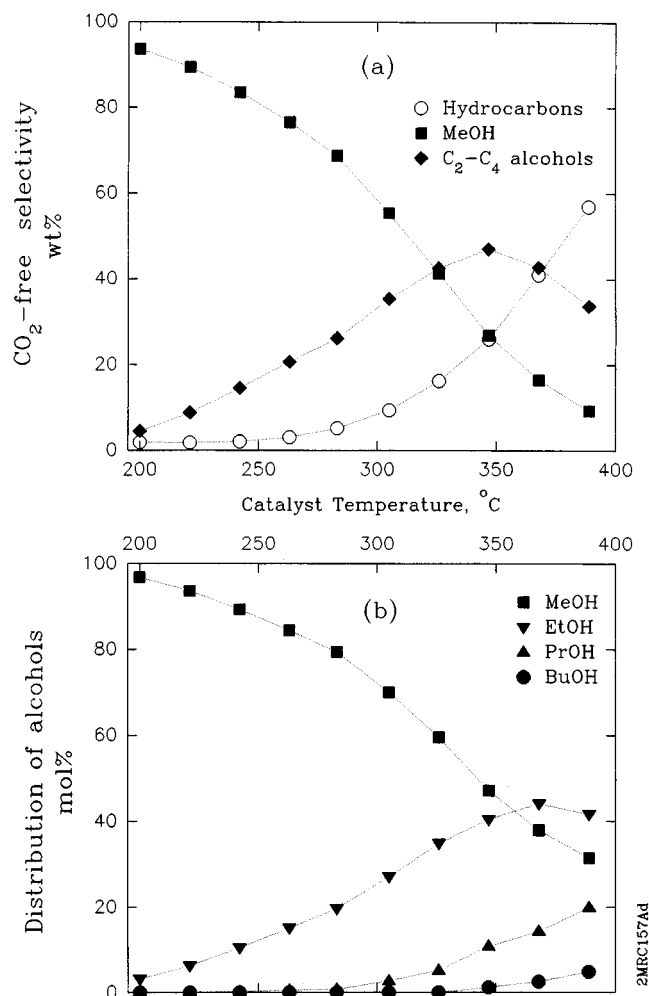 100
80
60
40
20
0
CO2-free selectivity
wt%
(a)
Hydrocarbons
MeOH
C2-C4 alcohols
200 250 300 350 400
Catalyst Temperature, °C
200 250 300 350 400
100
80
60
40
20
0
Distribution of alcohols
mol%
(b)
MeOH
EtOH
PrOH
BuOH
2MRC157Ad